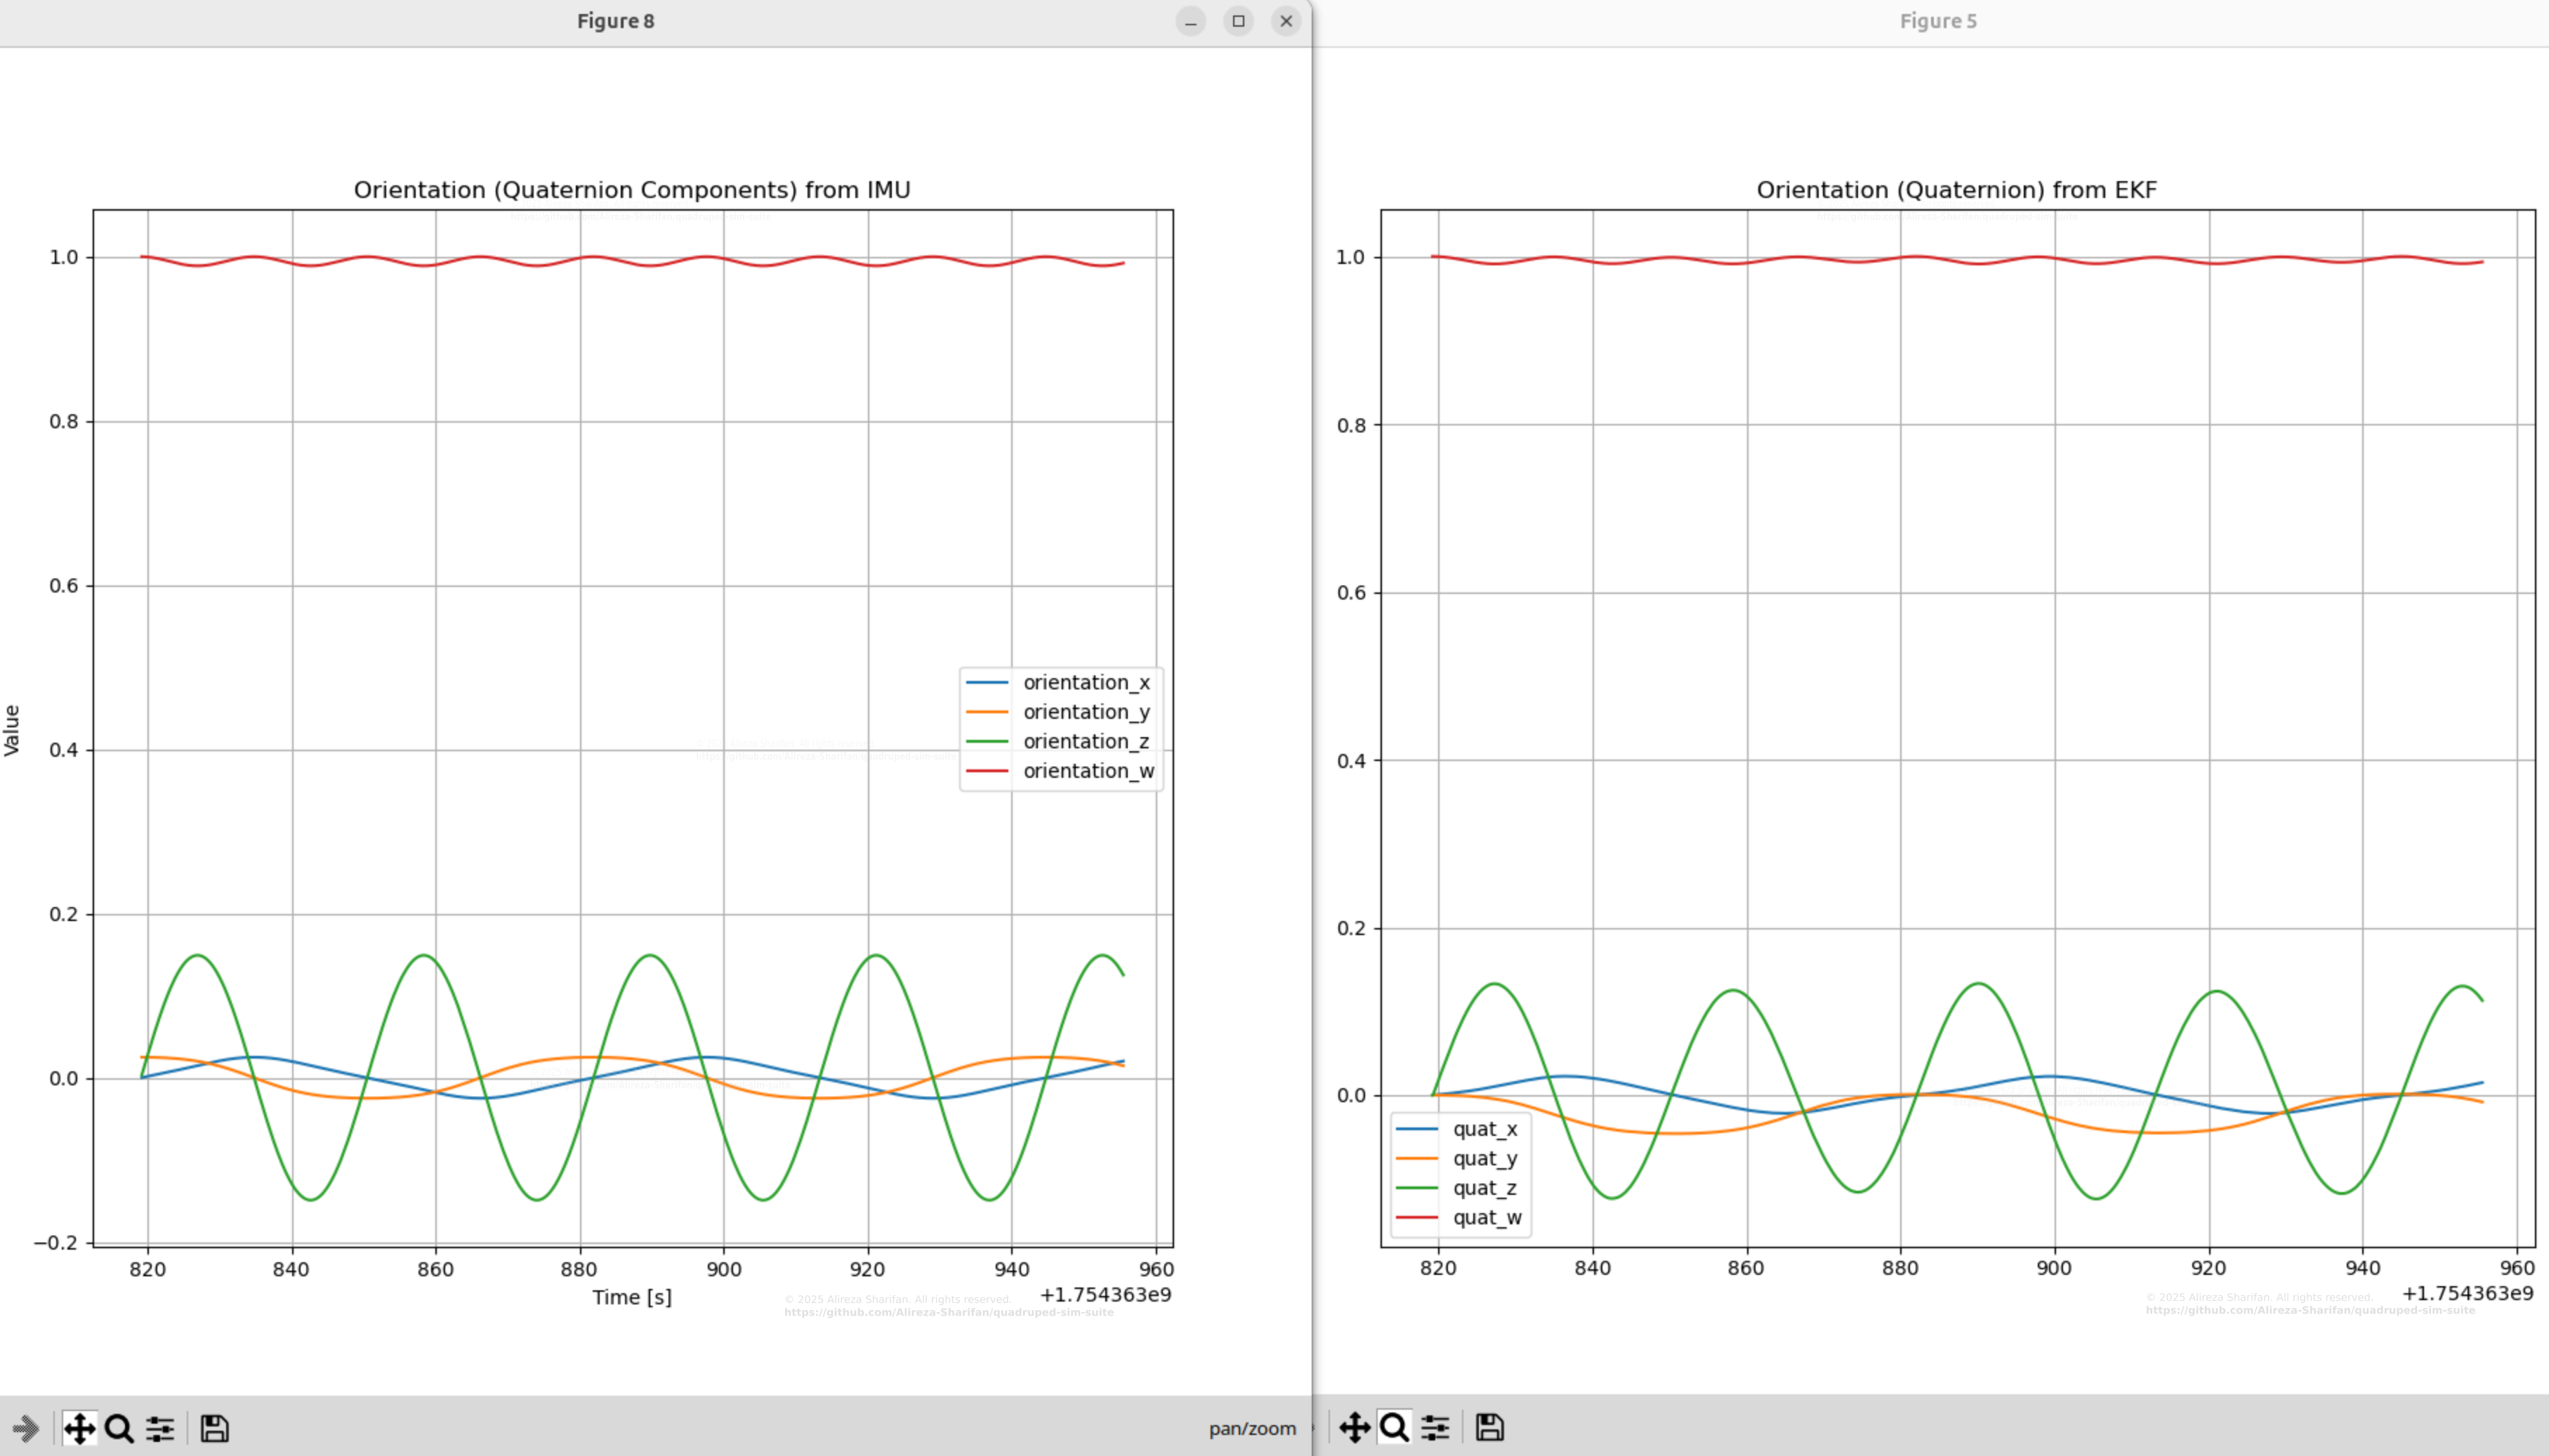 Figure 8
Orientation (Quaternion Components) from IMU
1.0
0.8
0.6
0.4
0.2
0.0
−0.2
Value
orientation_x
orientation_y
orientation_z
orientation_w
820 840 860 880 900 920 940 960
+1.754363e9
Time [s]
© 2025 Alireza Sharifan. All rights reserved.
https://github.com/Alireza-Sharifan/quadruped-sim-suite
pan/zoom
Figure 5
Orientation (Quaternion) from EKF
1.0
0.8
0.6
0.4
0.2
0.0
quat_x
quat_y
quat_z
quat_w
820 840 860 880 900 920 940 960
+1.754363e9
© 2025 Alireza Sharifan. All rights reserved.
https://github.com/Alireza-Sharifan/quadruped-sim-suite